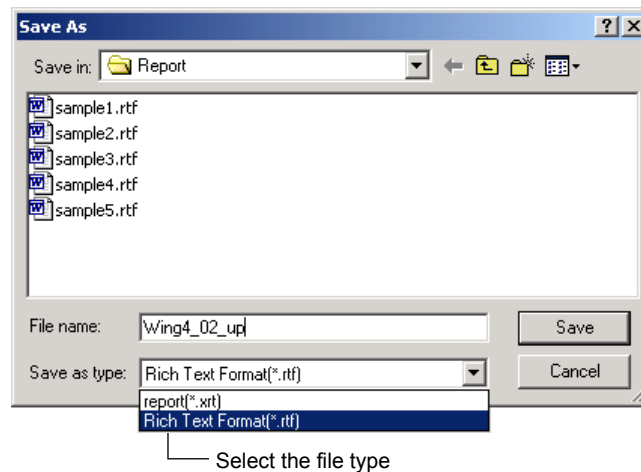 Save As
Save in: Report
sample1.rtf
sample2.rtf
sample3.rtf
sample4.rtf
sample5.rtf
File name: Wing4_02_up Save
Save as type: Rich Text Format(*.rtf) Cancel
report(*.xrt)
Rich Text Format(*.rtf)
Select the file type